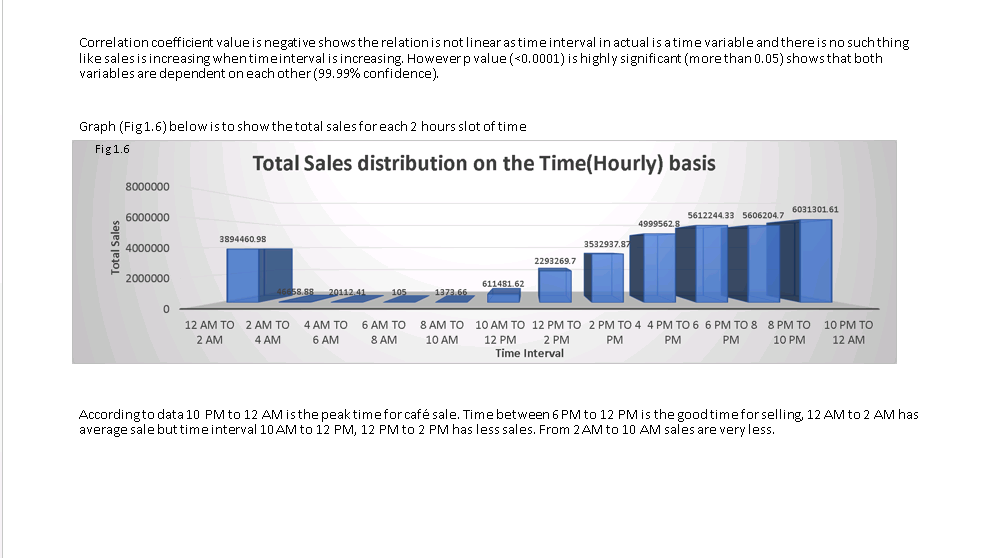 Correlation coefficient value is negative shows the relation is not linear as time interval in actual is a time variable and there is no such thing
like sales is increasing when time interval is increasing. However p value (<0.0001) is highly significant (more than 0.05) shows that both
variables are dependent on each other (99.99% confidence).
Graph (Fig 1.6) below is to show the total sales for each 2 hours slot of time
Fig 1.6
Total Sales distribution on the Time(Hourly) basis
Total Sales
8000000
6000000
4000000
2000000
0
3894460.98
20112.41
105
1373.66
611481.62
2293269.7
3532937.87
4999562.8
5612244.33
5606204.7
6031301.61
12 AM TO 2 AM TO 4 AM TO 6 AM TO 8 AM TO 10 AM TO 12 PM TO 2 PM TO 4 4 PM TO 6 6 PM TO 8 8 PM TO 10 PM TO
2 AM 4 AM 6 AM 8 AM 10 AM 12 PM 2 PM PM PM PM 10 PM 12 AM
Time Interval
According to data 10 PM to 12 AM is the peak time for café sale. Time between 6 PM to 12 PM is the good time for selling, 12 AM to 2 AM has
average sale but time interval 10 AM to 12 PM, 12 PM to 2 PM has less sales. From 2 AM to 10 AM sales are very less.